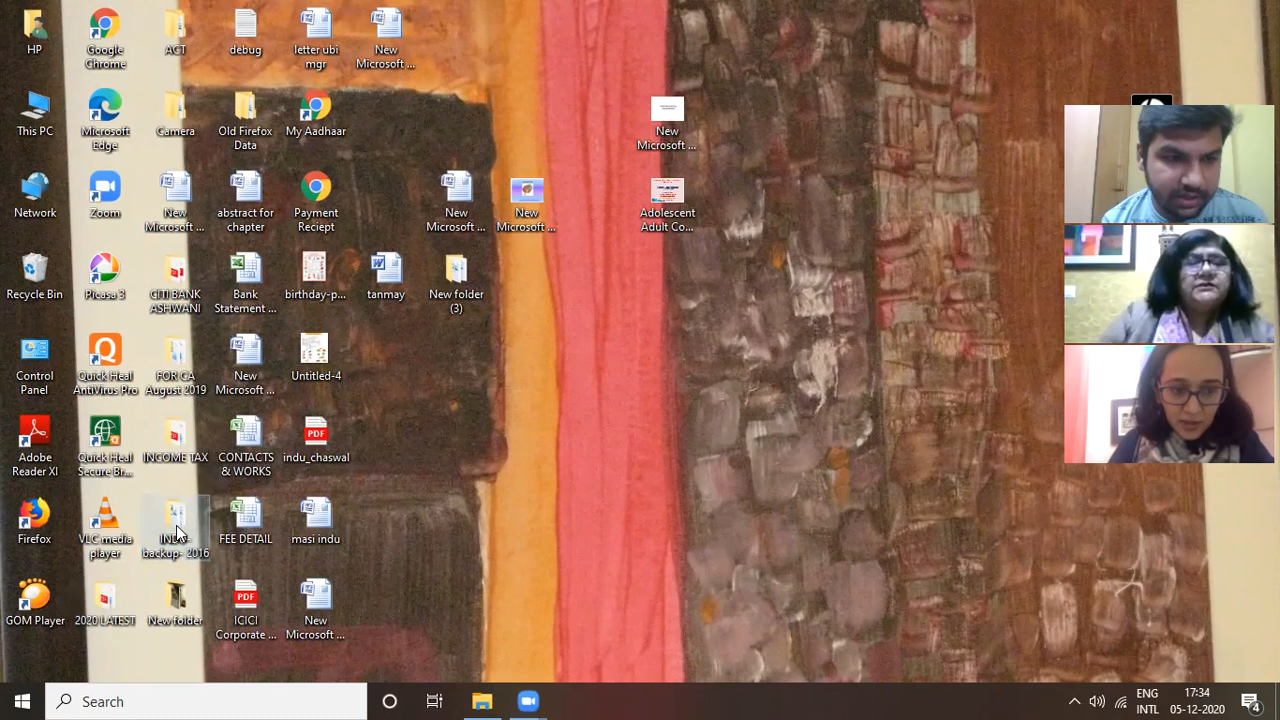 HP
Google
Chrome
ACT
debug
letter ubi
mgr
New
Microsoft ...
This PC
Microsoft
Edge
Camera
Old Firefox
Data
My Aadhaar
New
Microsoft ...
Network
Zoom
New
Microsoft ...
abstract for
chapter
Payment
Reciept
New
Microsoft ...
New
Microsoft ...
Adolescent
Adult Co...
Recycle Bin
Picasa 3
CITI BANK
ASHWANI
Bank
Statement ...
birthday-p...
tanmay
New folder
(3)
Control
Panel
Quick Heal
AntiVirus Pro
FOR CA
August 2019
New
Microsoft ...
Untitled-4
Adobe
Reader XI
Quick Heal
Secure Br...
INCOME TAX
CONTACTS
& WORKS
PDF
indu_chaswal
Firefox
VLC media
player
backup- 2016
FEE DETAIL
masi indu
GOM Player
2020 LATEST
New folder
PDF
ICICI
Corporate ...
New
Microsoft ...
Search
ENG
INTL
17:34
05-12-2020
4